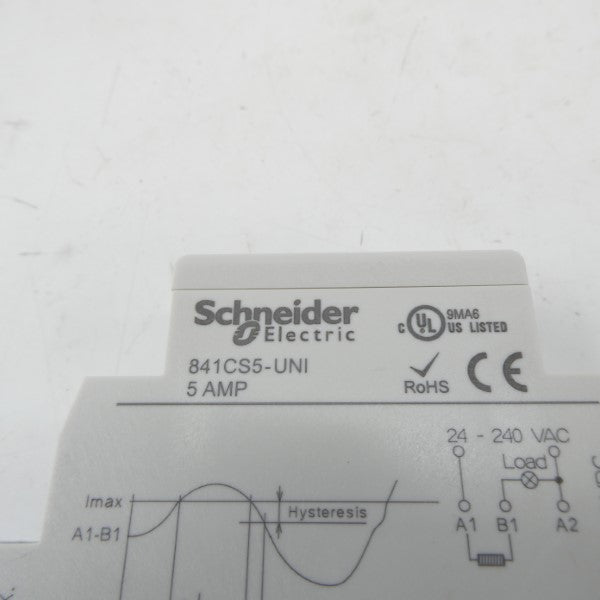 Schneider
Electric
841CS5-UNI
5 AMP
c UL US LISTED
9MA6
RoHS
CE
24 - 240 VAC
Load
A1
B1
A2
Imax
Hysteresis
A1-B1